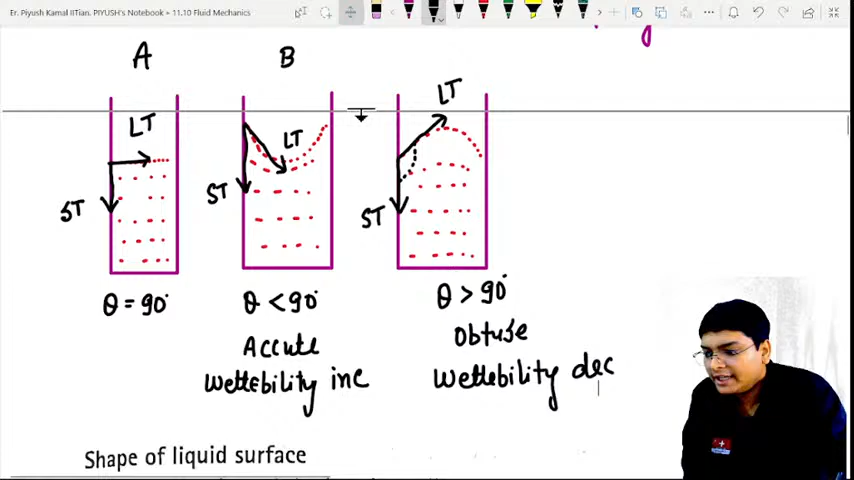 Er. Piyush Kamal IITian. PIYUSH's Notebook » 11.10 Fluid Mechanics
A
B
LT
LT
LT
ST
ST
ST
θ = 90°
θ < 90°
θ > 90°
Accute
Obtuse
Wettebility inc
Wettebility dec
Shape of liquid surface